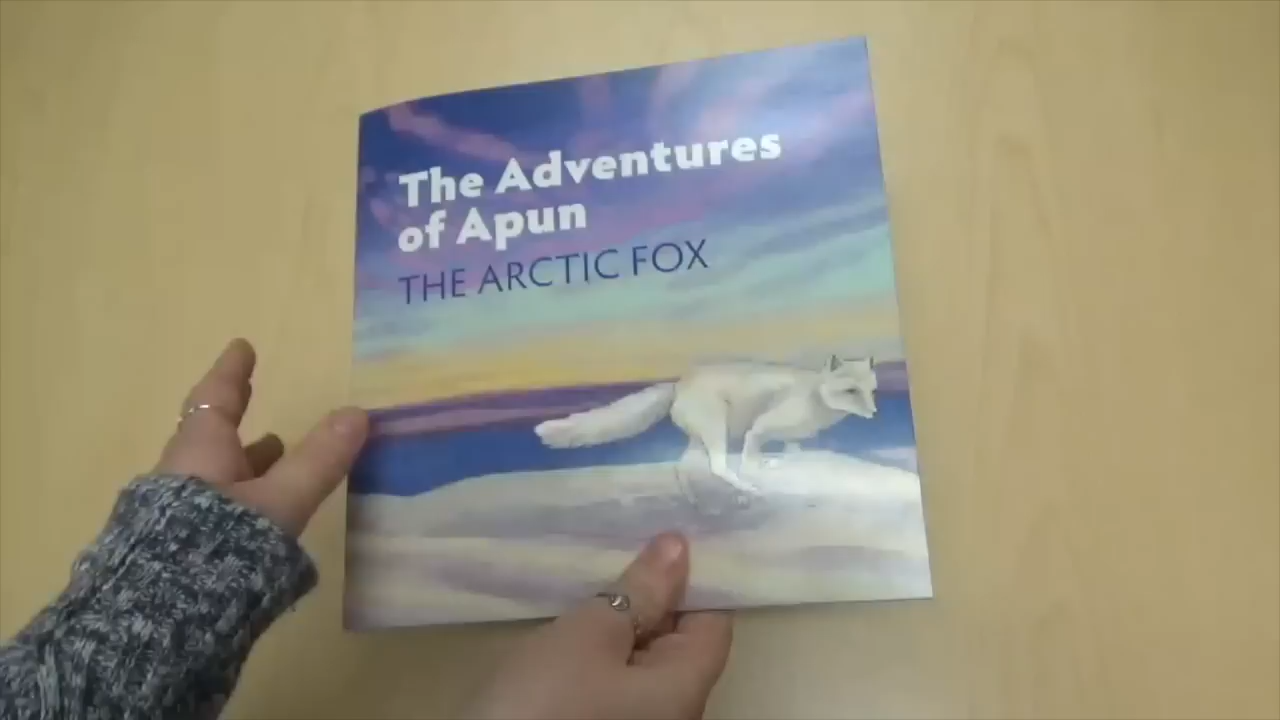 The Adventures
of Apun
THE ARCTIC FOX